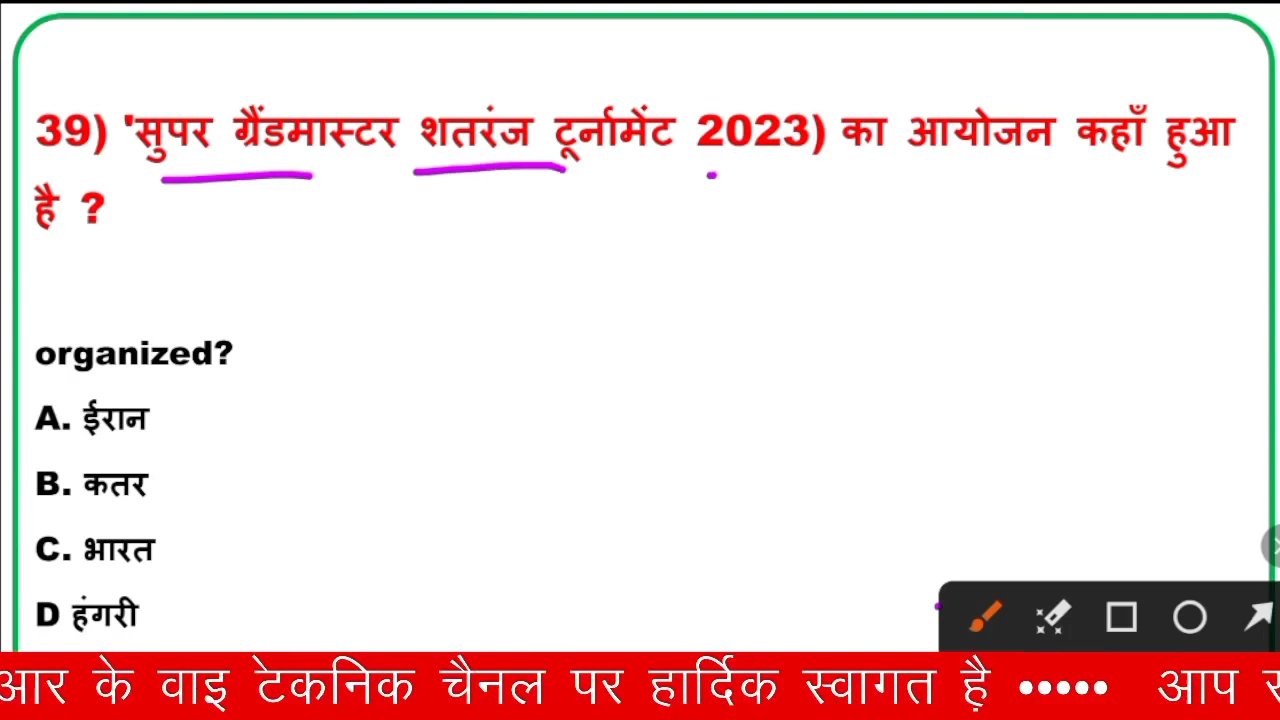 39) 'सुपर ग्रैंडमास्टर शतरंज टूर्नामेंट 2023) का आयोजन कहाँ हुआ
है ?
organized?
A. ईरान
B. कतर
C. भारत
D हंगरी
आर के वाइ टेकनिक चैनल पर हार्दिक स्वागत है़ ••••• आप